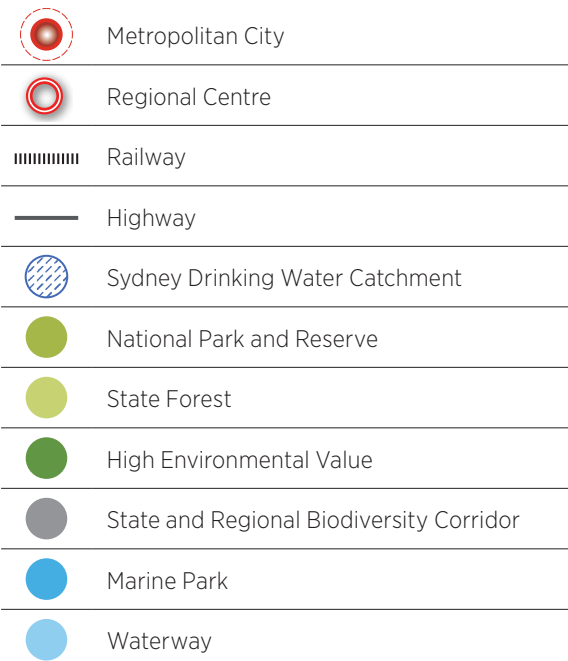 Metropolitan City
Regional Centre
Railway
Highway
Sydney Drinking Water Catchment
National Park and Reserve
State Forest
High Environmental Value
State and Regional Biodiversity Corridor
Marine Park
Waterway